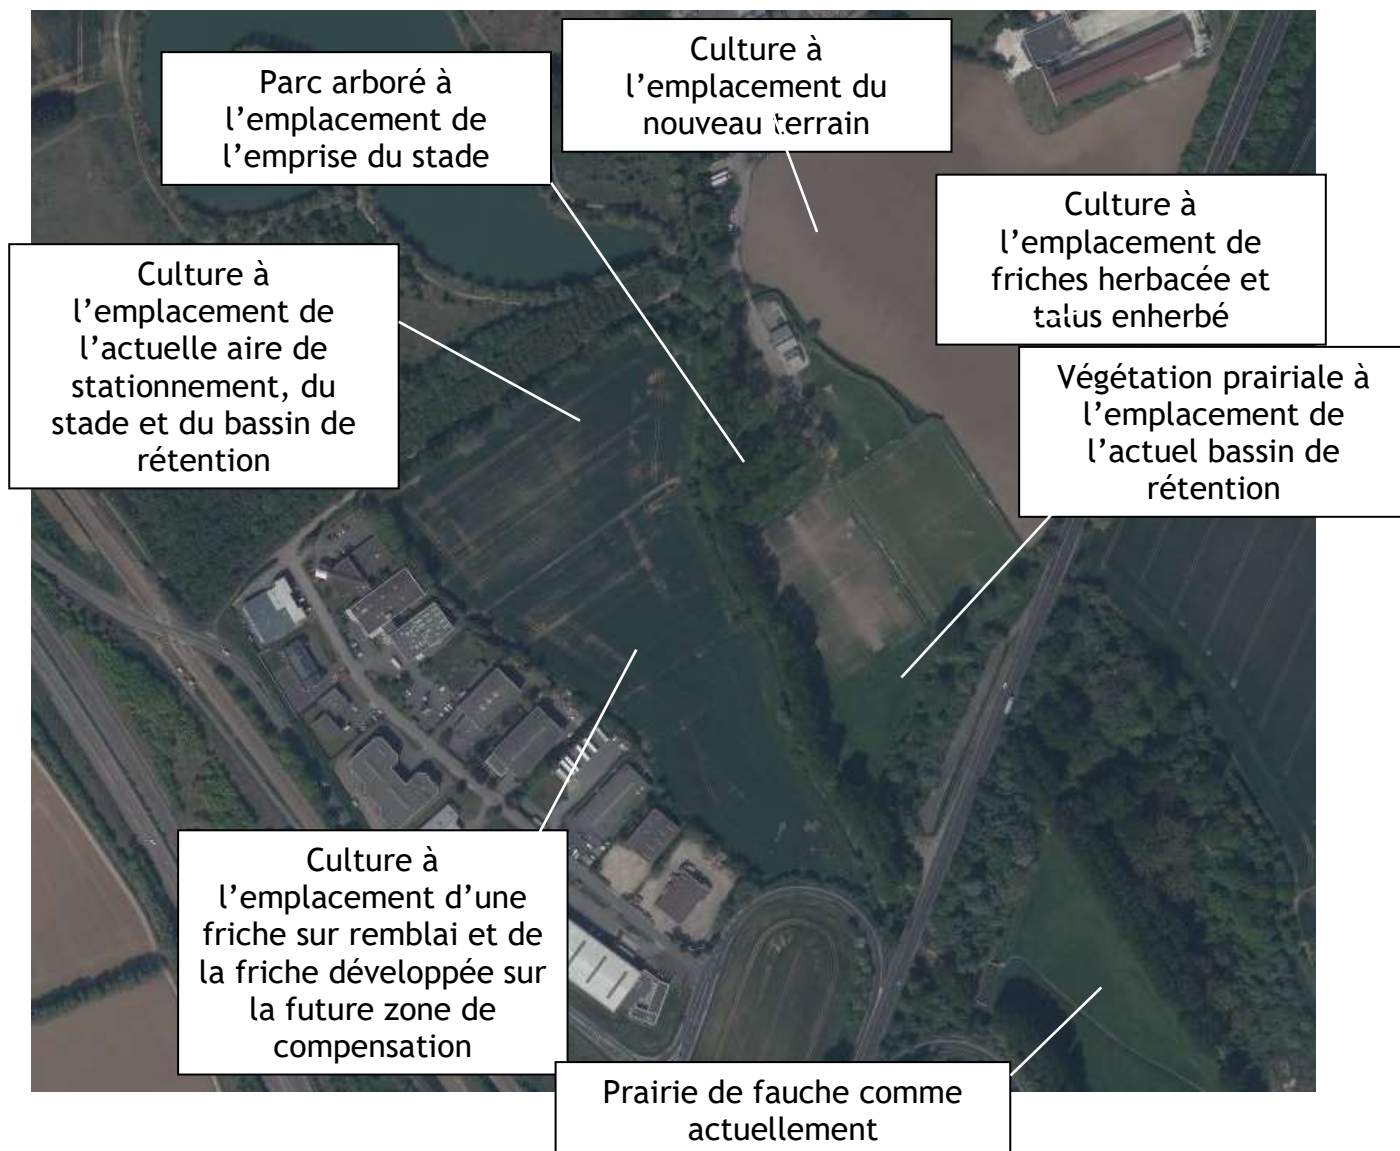 Parc arboré à
l’emplacement de
l’emprise du stade
Culture à
l’emplacement du
nouveau terrain
Culture à
l’emplacement de
friches herbacée et
talus enherbé
Culture à
l’emplacement de
l’actuelle aire de
stationnement, du
stade et du bassin de
rétention
Végétation prairiale à
l’emplacement de
l’actuel bassin de
rétention
Culture à
l’emplacement d’une
friche sur remblai et de
la friche développée sur
la future zone de
compensation
Prairie de fauche comme
actuellement